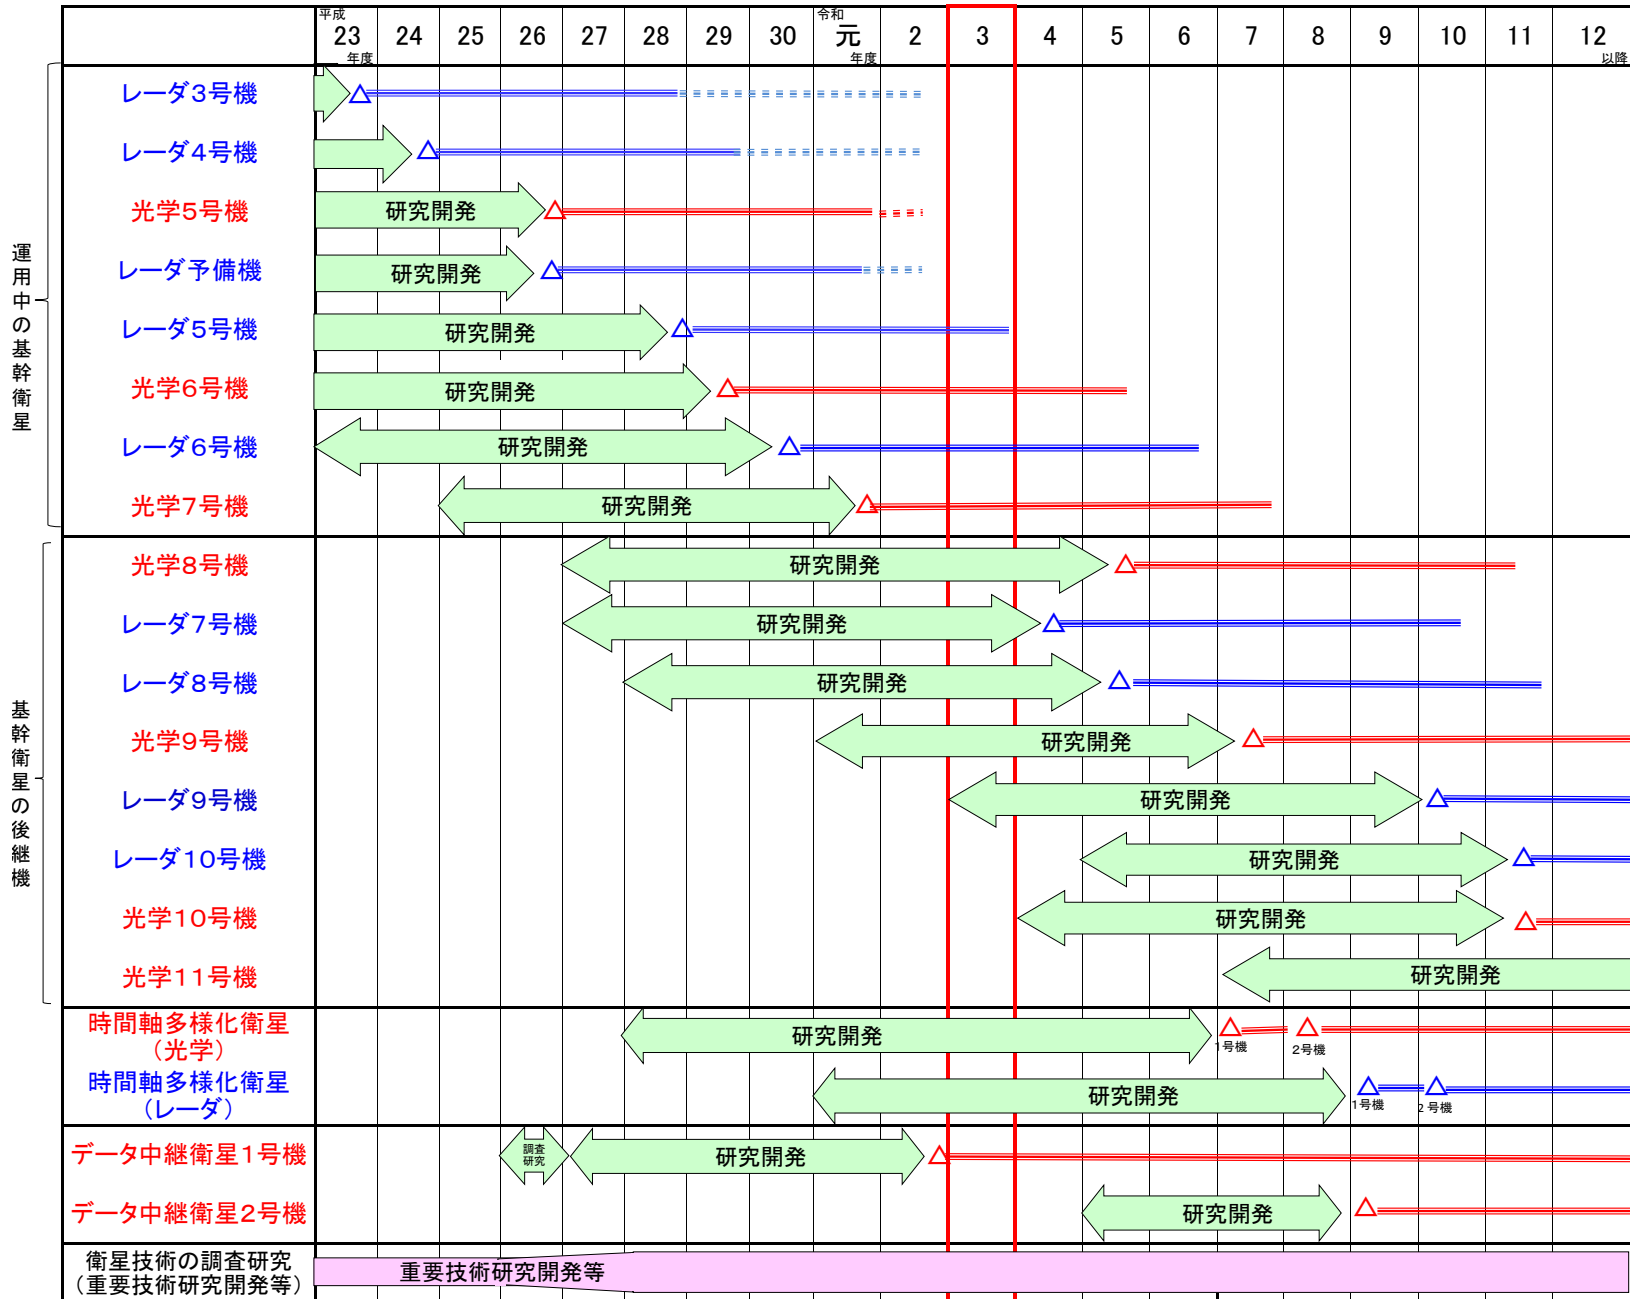 平成 令和
23 24 25 26 27 28 29 30 元 2 3 4 5 6 7 8 9 10 11 12
年度 年度 以降
運用中の基幹衛星
レーダ3号機
レーダ4号機
光学5号機 研究開発
レーダ予備機 研究開発
レーダ5号機 研究開発
光学6号機 研究開発
レーダ6号機 研究開発
光学7号機 研究開発
基幹衛星の後継機
光学8号機 研究開発
レーダ7号機 研究開発
レーダ8号機 研究開発
光学9号機 研究開発
レーダ9号機 研究開発
レーダ10号機 研究開発
光学10号機 研究開発
光学11号機 研究開発
時間軸多様化衛星
(光学) 研究開発 1号機 2号機
時間軸多様化衛星
(レーダ) 研究開発 1号機 2号機
データ中継衛星1号機 調査
研究 研究開発
データ中継衛星2号機 研究開発
衛星技術の調査研究
(重要技術研究開発等) 重要技術研究開発等